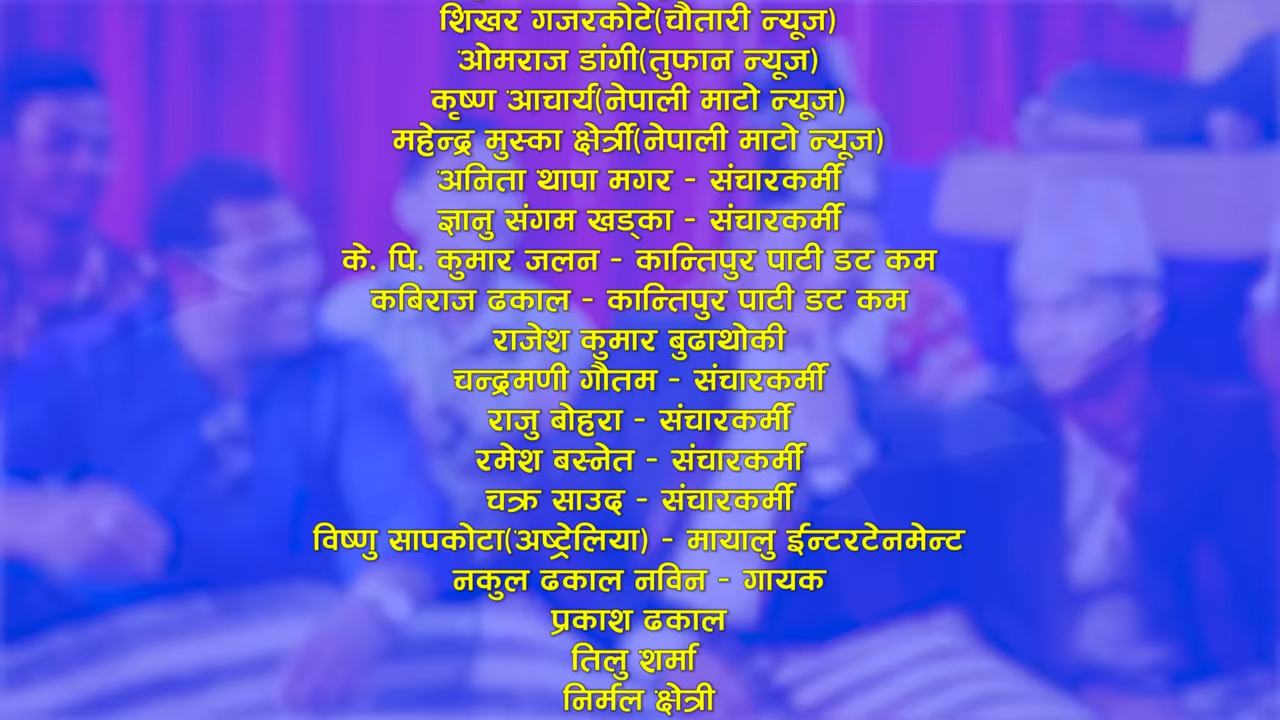 शिखर गजरकोटे(चौतारी न्यूज)
ओमराज डांगी(तुफान न्यूज)
कृष्ण आचार्य(नेपाली माटो न्यूज)
महेन्द्र मुस्का क्षेर्त्री(नेपाली माटो न्यूज)
अनिता थापा मगर - संचारकर्मी
ज्ञानु संगम खड्का - संचारकर्मी
के. पि. कुमार जलन - कान्तिपुर पाटी डट कम
कबिराज ढकाल - कान्तिपुर पाटी डट कम
राजेश कुमार बुढाथोकी
चन्द्रमणी गौतम - संचारकर्मी
राजु बोहरा - संचारकर्मी
रमेश बस्नेत - संचारकर्मी
चक्र साउद - संचारकर्मी
विष्णु सापकोटा(अष्ट्रेलिया) - मायालु ईन्टरटेनमेन्ट
नकुल ढकाल नविन - गायक
प्रकाश ढकाल
तिलु शर्मा
निर्मल क्षेत्री